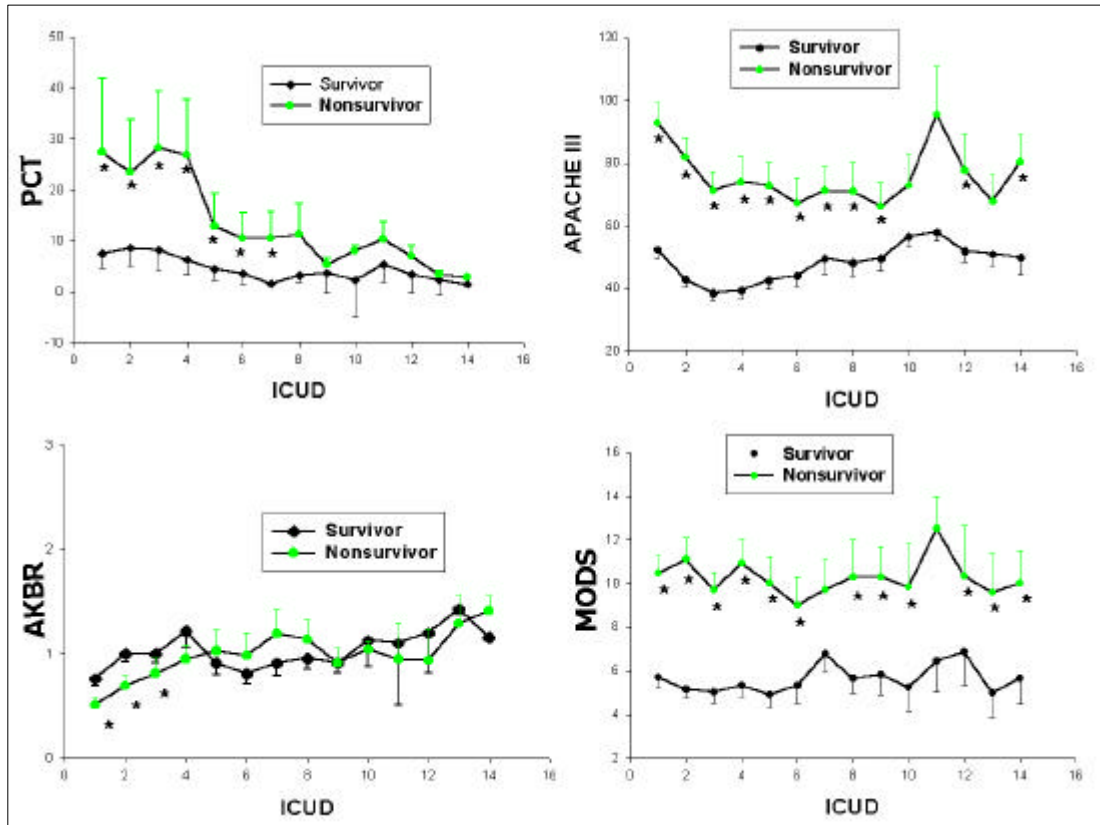 50
40
30
20
10
0
-10
PCT
Survivor
Nonsurvivor
* * * * * * *
0 2 4 6 8 10 12 14 16
ICUD
120
100
80
60
40
20
APACHE III
Survivor
Nonsurvivor
* * * * * * * * * * *
0 2 4 6 8 10 12 14 16
ICUD
3
2
1
0
AKBR
Survivor
Nonsurvivor
* * *
0 2 4 6 8 10 12 14 16
ICUD
16
14
12
10
8
6
4
2
MODS
Survivor
Nonsurvivor
* * * * * * * * * * * *
0 2 4 6 8 10 12 14 16
ICUD